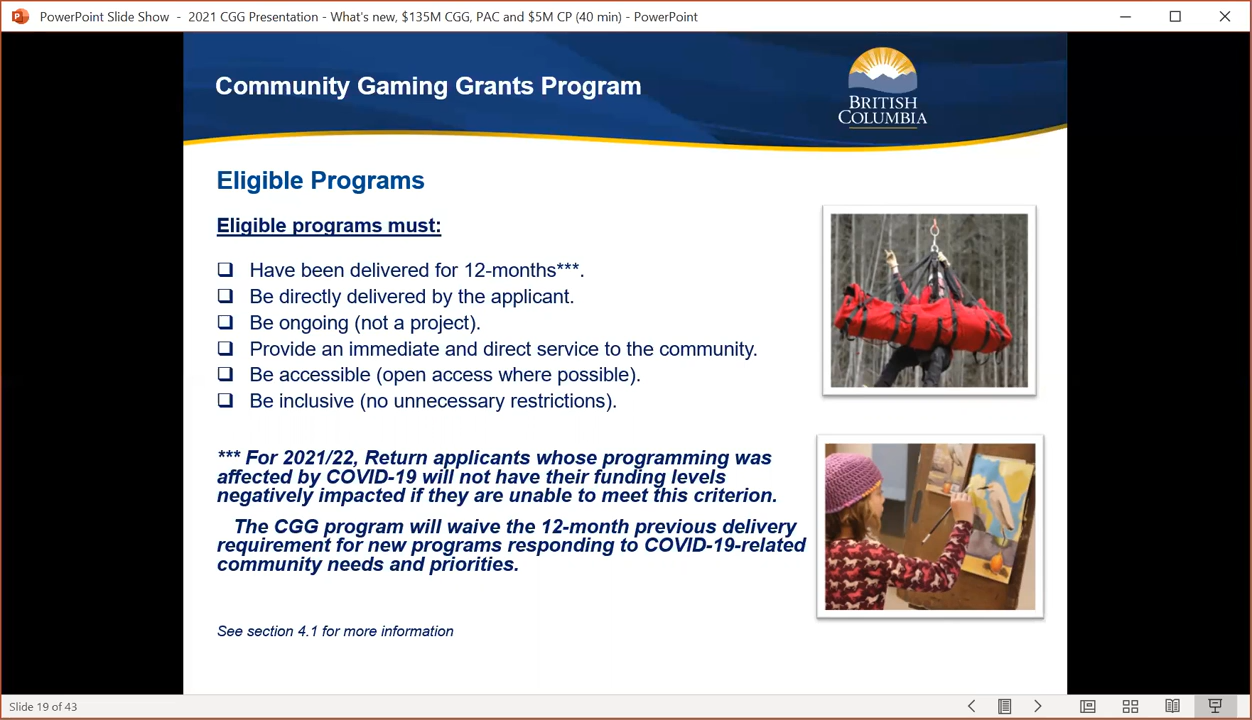 PowerPoint Slide Show - 2021 CGG Presentation - What's new, $135M CGG, PAC and $5M CP (40 min) - PowerPoint
Community Gaming Grants Program
BRITISH
COLUMBIA
Eligible Programs
Eligible programs must:
❑ Have been delivered for 12-months***.
❑ Be directly delivered by the applicant.
❑ Be ongoing (not a project).
❑ Provide an immediate and direct service to the community.
❑ Be accessible (open access where possible).
❑ Be inclusive (no unnecessary restrictions).
*** For 2021/22, Return applicants whose programming was
affected by COVID-19 will not have their funding levels
negatively impacted if they are unable to meet this criterion.
The CGG program will waive the 12-month previous delivery
requirement for new programs responding to COVID-19-related
community needs and priorities.
See section 4.1 for more information
Slide 19 of 43